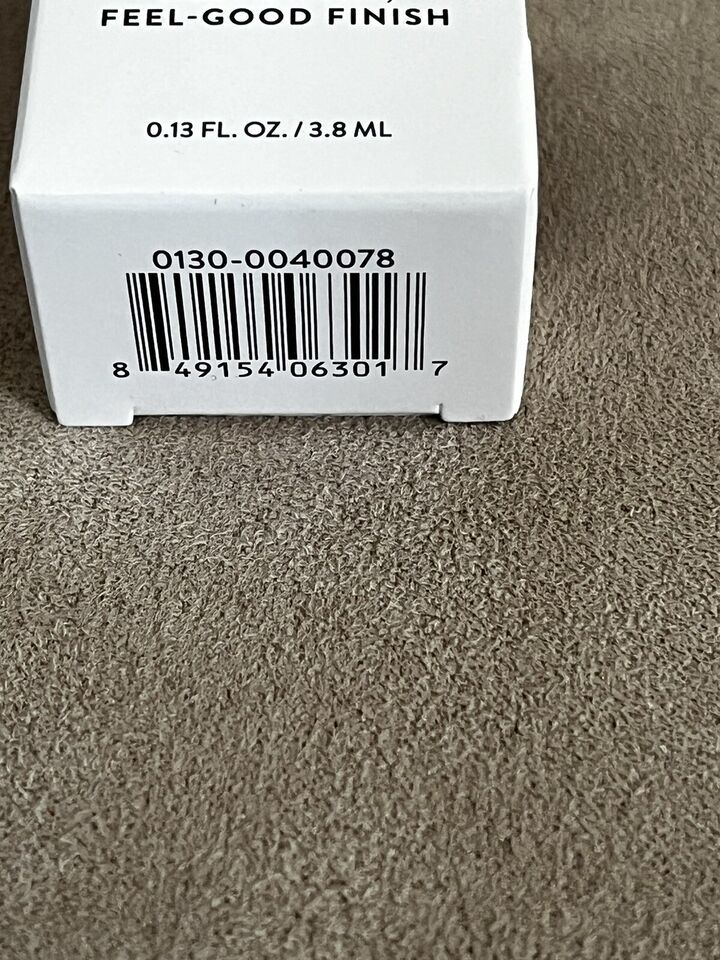 FEEL-GOOD FINISH
0.13 FL. OZ. / 3.8 ML
0130-0040078
8 49154 06301 7